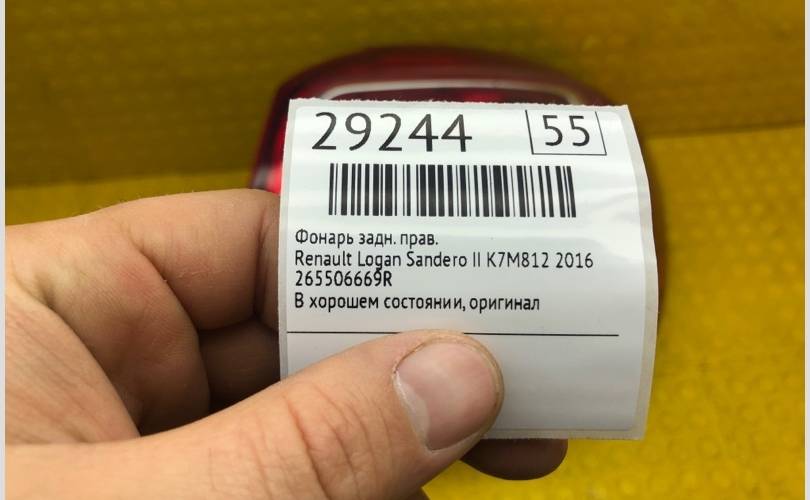 29244 55
Фонарь задн. прав.
Renault Logan Sandero II K7M812 2016
265506669R
В хорошем состоянии, оригинал